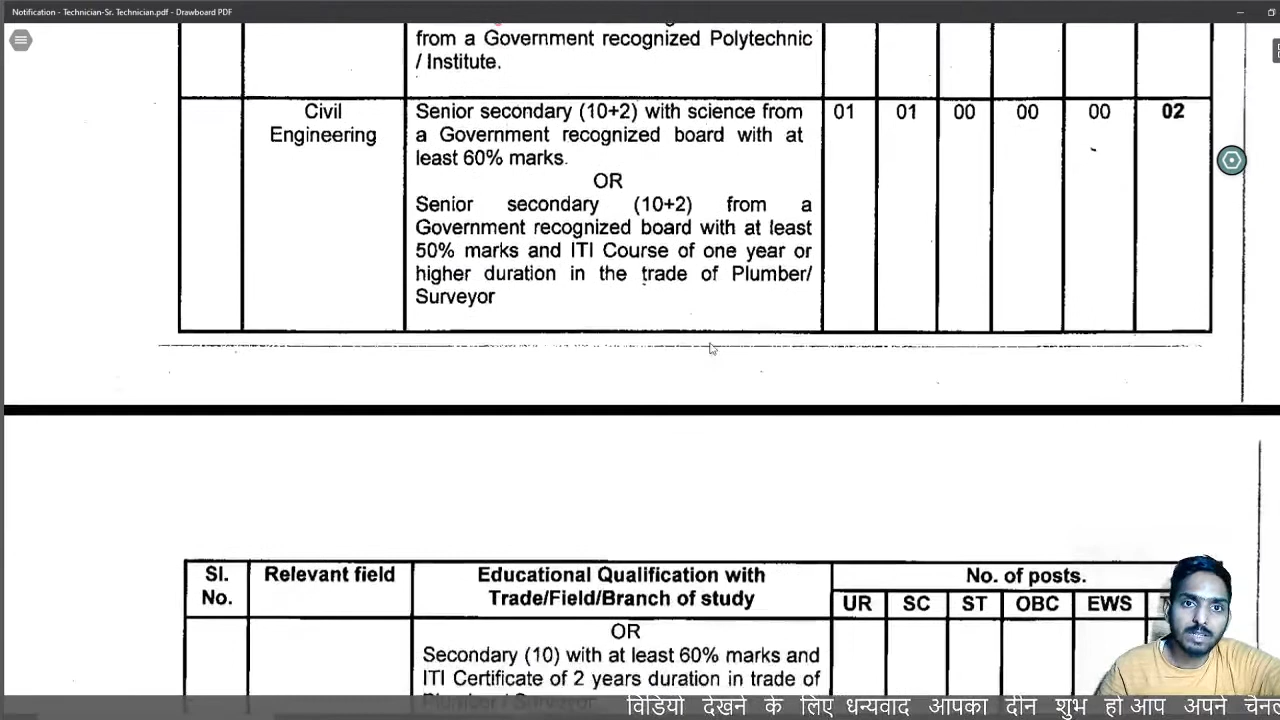 Notification - Technician-Sr. Technician.pdf - Drawboard PDF
from a Government recognized Polytechnic
/ Institute.
Civil
Engineering
Senior secondary (10+2) with science from
a Government recognized board with at
least 60% marks.
OR
Senior secondary (10+2) from a
Government recognized board with at least
50% marks and ITI Course of one year or
higher duration in the trade of Plumber/
Surveyor
01 01 00 00 00 02
Sl.
No.
Relevant field
Educational Qualification with
Trade/Field/Branch of study
No. of posts.
UR SC ST OBC EWS
OR
Secondary (10) with at least 60% marks and
ITI Certificate of 2 years duration in trade of
विडियो देखने के लिए धन्यवाद आपका दीन शुभ हो आप अपने चैनल